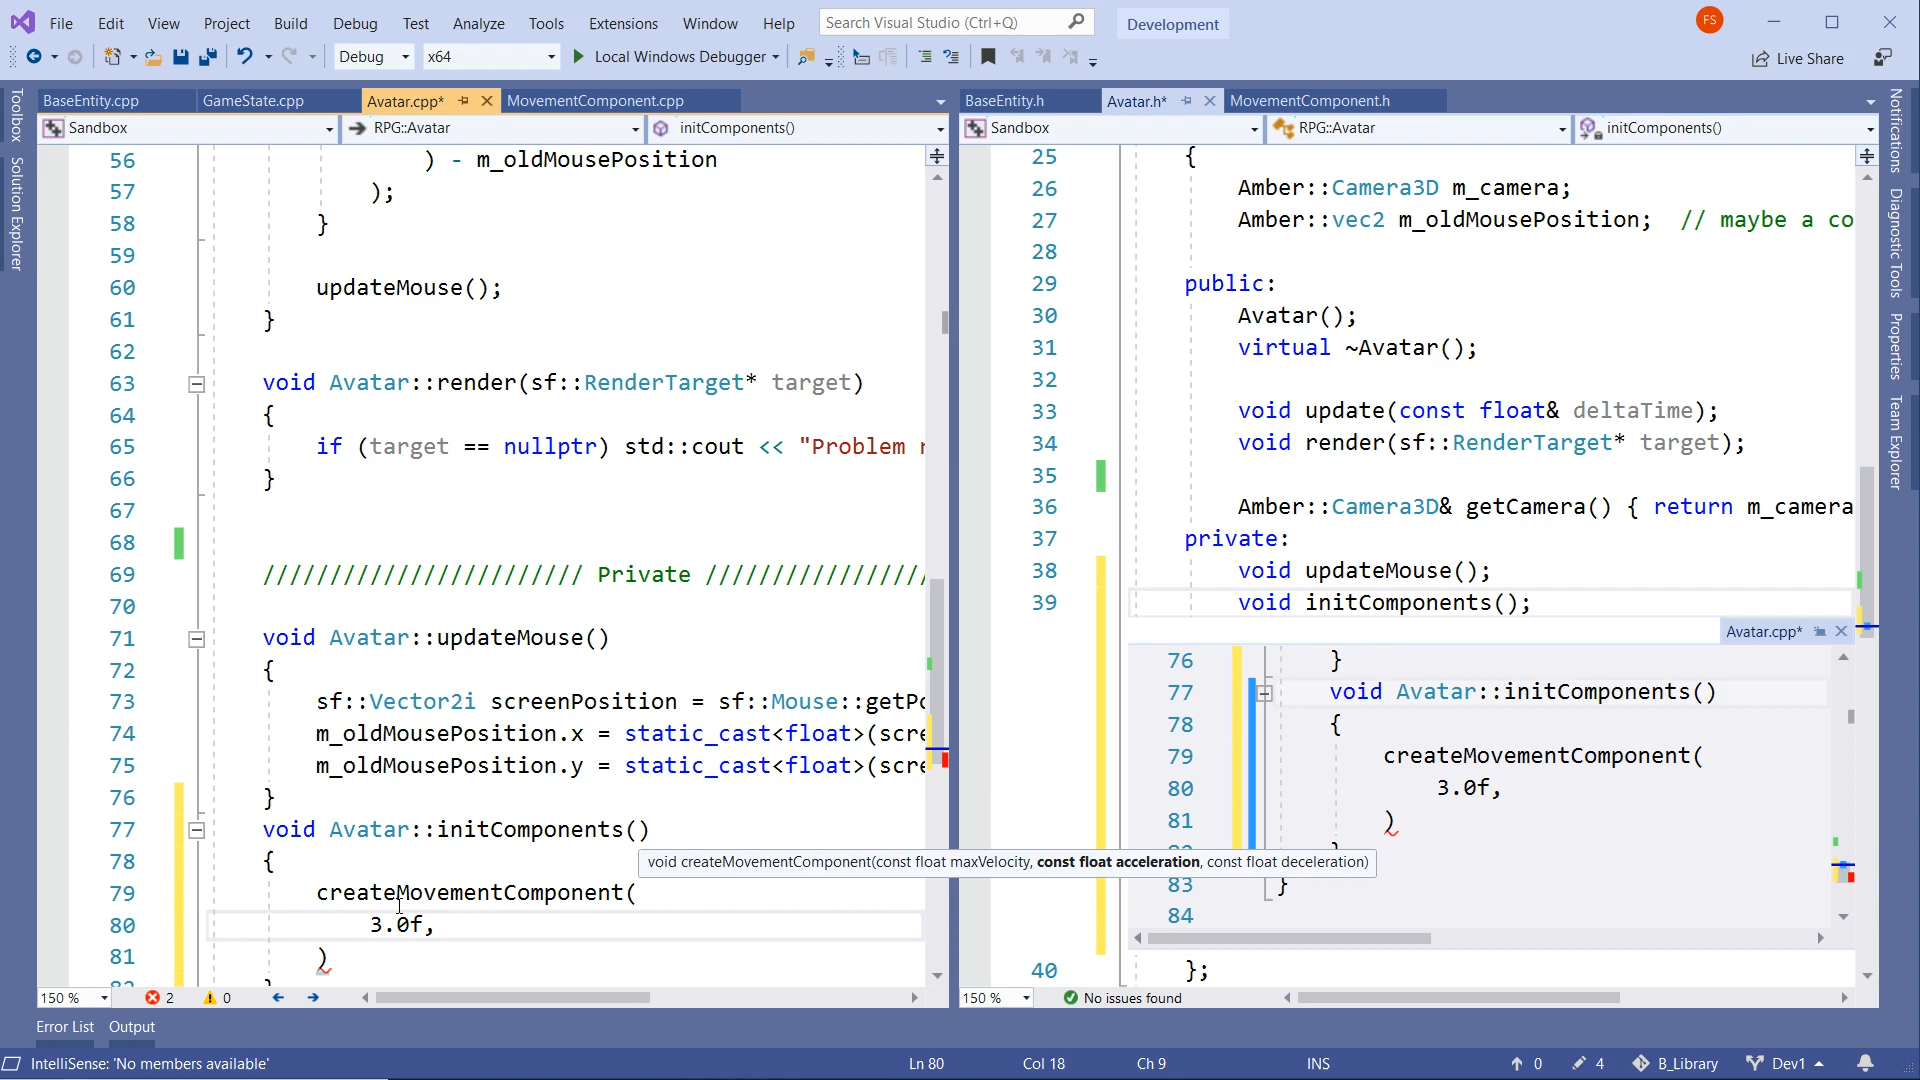 File Edit View Project Build Debug Test Analyze Tools Extensions Window Help Search Visual Studio (Ctrl+Q) Development FS
Debug x64 Local Windows Debugger Live Share
Toolbox
Solution Explorer
BaseEntity.cpp GameState.cpp Avatar.cpp* MovementComponent.cpp
Sandbox RPG::Avatar initComponents()
56 ) - m_oldMousePosition
57 );
58 }
59
60 updateMouse();
61 }
62
63 void Avatar::render(sf::RenderTarget* target)
64 {
65 if (target == nullptr) std::cout << "Problem
66 }
67
68
69 //////////////////////// Private /////////////////
70
71 void Avatar::updateMouse()
72 {
73 sf::Vector2i screenPosition = sf::Mouse::getPo
74 m_oldMousePosition.x = static_cast<float>(scre
75 m_oldMousePosition.y = static_cast<float>(scre
76 }
77 void Avatar::initComponents()
78 {
void createMovementComponent(const float maxVelocity, const float acceleration, const float deceleration)
79 createMovementComponent(
80 3.0f,
81 )
150 % 2 0
BaseEntity.h Avatar.h* MovementComponent.h
Sandbox RPG::Avatar initComponents()
25 {
26 Amber::Camera3D m_camera;
27 Amber::vec2 m_oldMousePosition; // maybe a co
28
29 public:
30 Avatar();
31 virtual ~Avatar();
32
33 void update(const float& deltaTime);
34 void render(sf::RenderTarget* target);
35
36 Amber::Camera3D& getCamera() { return m_camera
37 private:
38 void updateMouse();
39 void initComponents();
Avatar.cpp*
76 }
77 void Avatar::initComponents()
78 {
79 createMovementComponent(
80 3.0f,
81 )
83 }
84
40 };
150 % No issues found
Notifications
Diagnostic Tools
Properties
Team Explorer
Error List Output
IntelliSense: 'No members available' Ln 80 Col 18 Ch 9 INS 0 4 B_Library Dev1